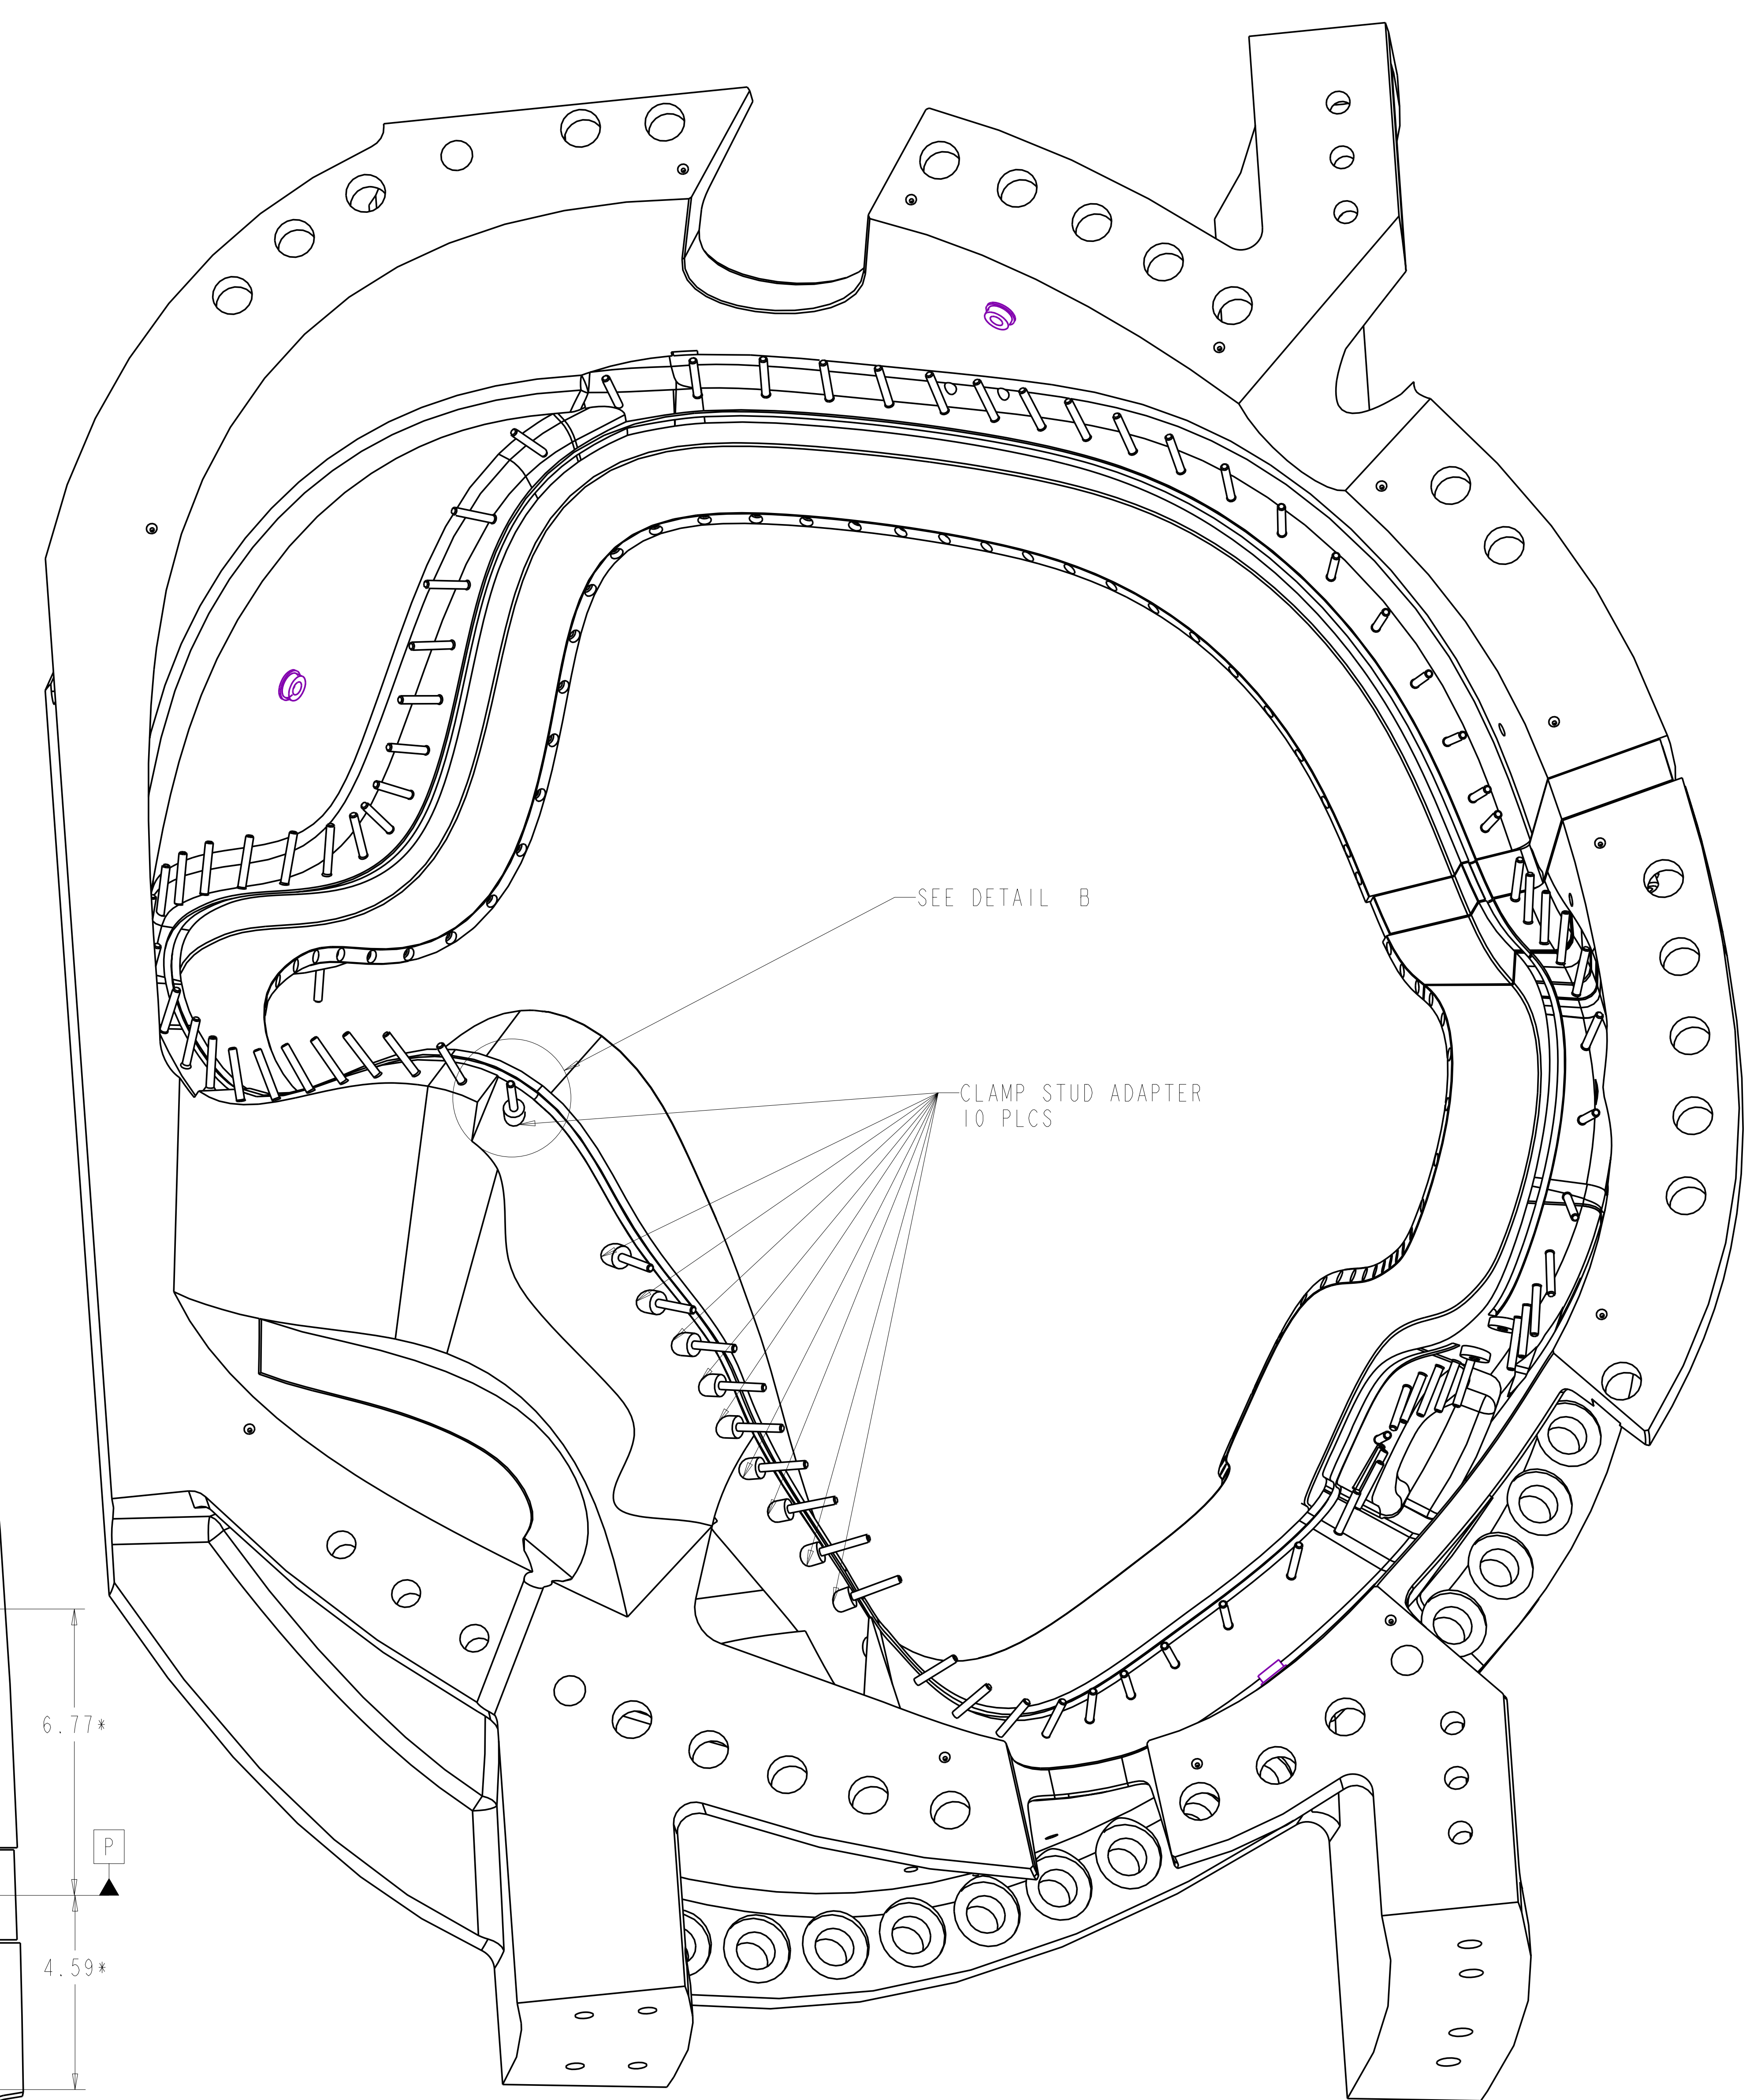 SEE DETAIL B
CLAMP STUD ADAPTER
10 PLCS
6.77*
P
4.59*